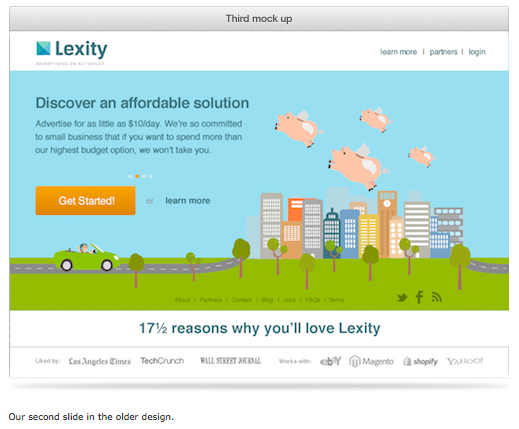 Third mock up
Lexity
ADVERTISING ON AUTOPILOT
learn more | partners | login
Discover an affordable solution
Advertise for as little as $10/day. We're so committed
to small business that if you want to spend more than
our highest budget option, we won't take you.
Get Started! or learn more
About | Partners | Contact | Blog | Jobs | FAQs | Terms
17½ reasons why you'll love Lexity
Liked by: Los Angeles Times TechCrunch WALL STREET JOURNAL Works with: ebY Magento shopify YAHOO!
Our second slide in the older design.